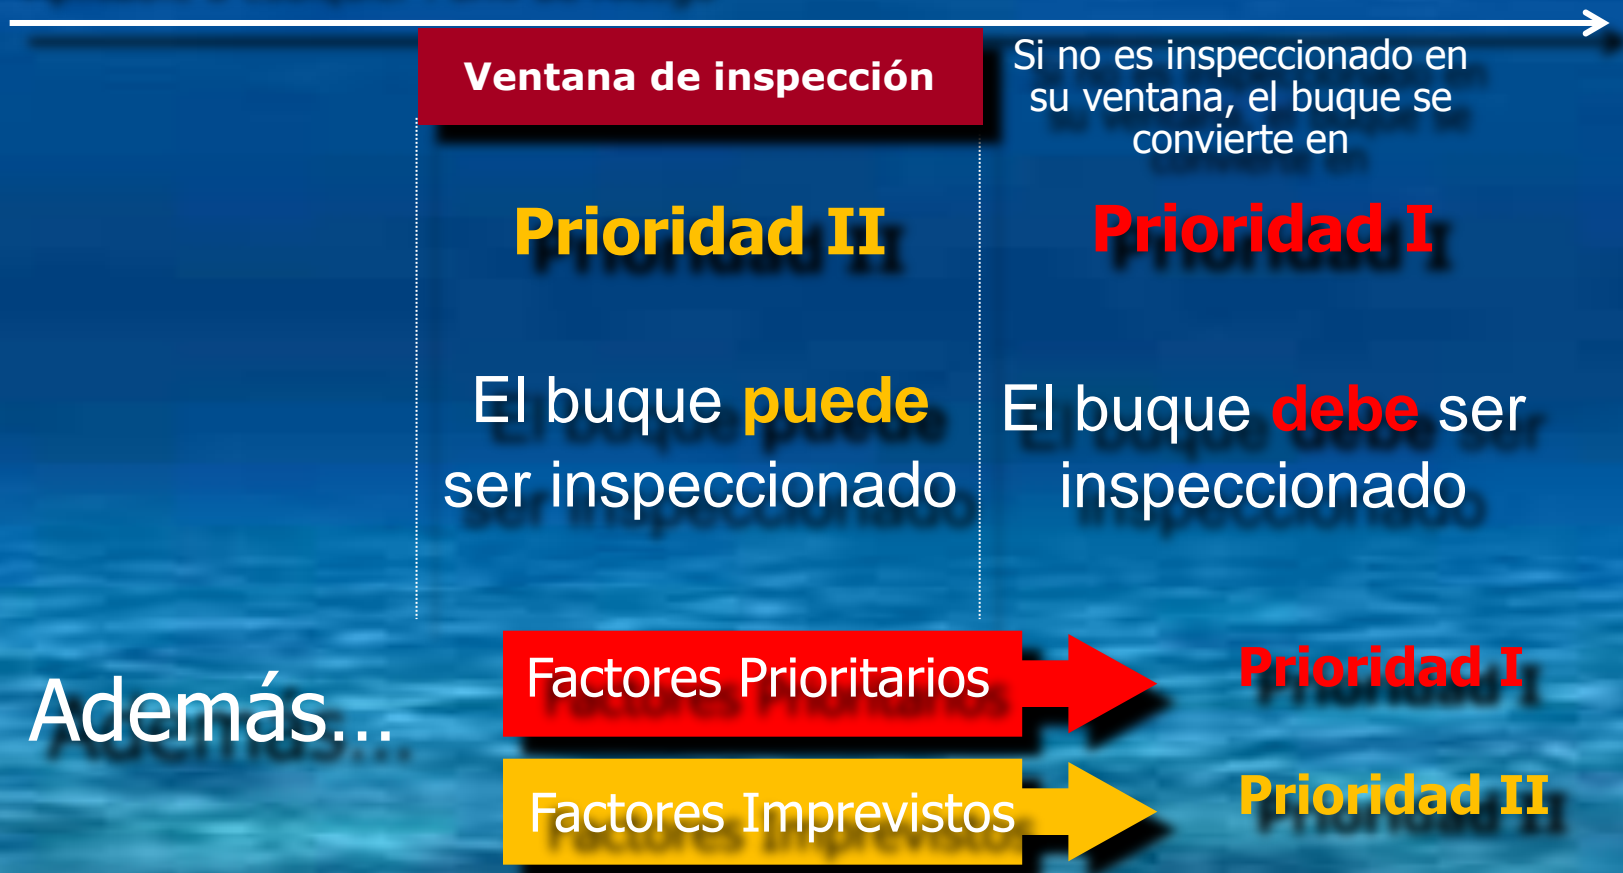 Ventana de inspección
Si no es inspeccionado en
su ventana, el buque se
convierte en
Prioridad II
Prioridad I
El buque puede
ser inspeccionado
El buque debe ser
inspeccionado
Además...
Factores Prioritarios
Prioridad I
Factores Imprevistos
Prioridad II